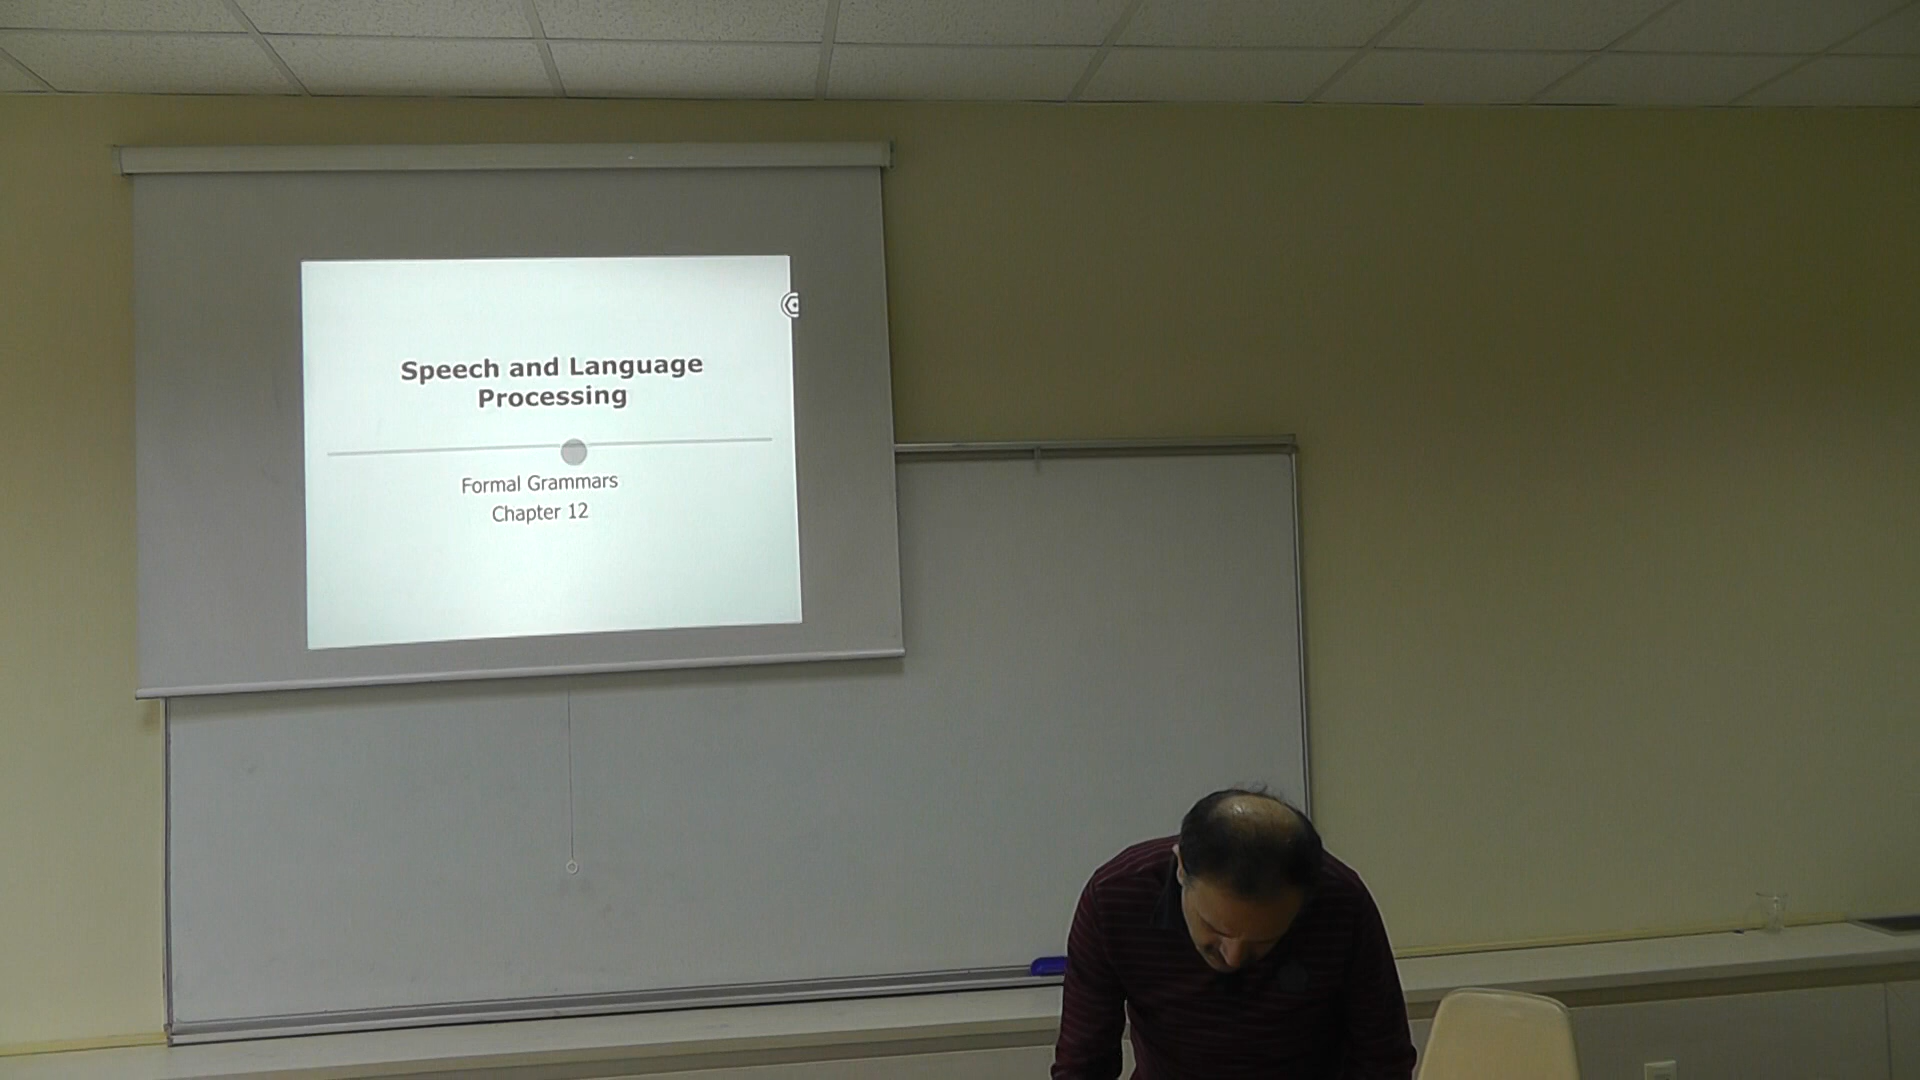 Speech and Language
Processing
Formal Grammars
Chapter 12